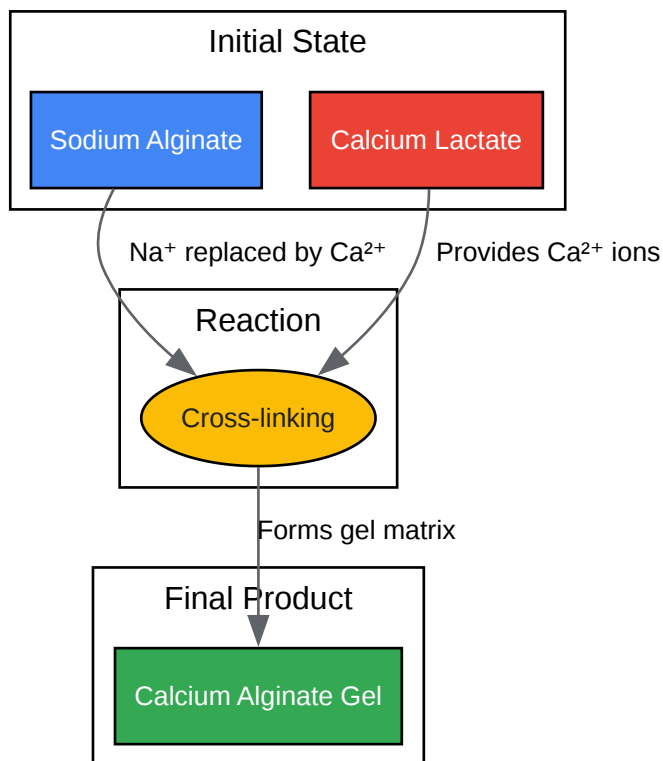 Initial State
Sodium Alginate
Calcium Lactate
Na⁺ replaced by Ca²⁺
Provides Ca²⁺ ions
Reaction
Cross-linking
Forms gel matrix
Final Product
Calcium Alginate Gel